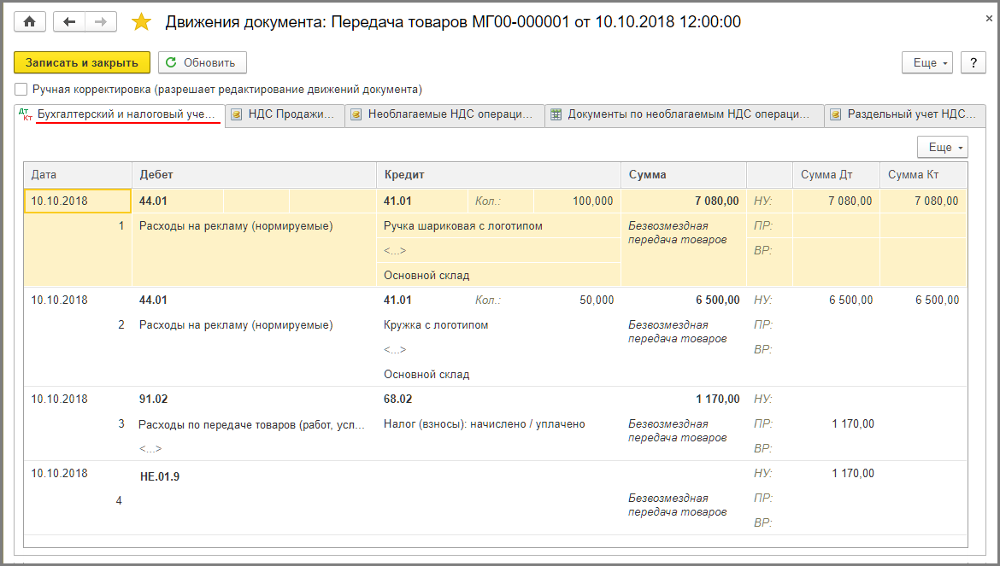 Движения документа: Передача товаров МГ00-000001 от 10.10.2018 12:00:00 ×
Записать и закрыть Обновить Еще ?
Ручная корректировка (разрешает редактирование движений документа)
Дт Кт Бухгалтерский и налоговый уче... НДС Продажи... Необлагаемые НДС операци... Документы по необлагаемым НДС операци... Раздельный учет НДС...
Еще
Дата Дебет Кредит Сумма Сумма Дт Сумма Кт
10.10.2018 44.01 41.01 Кол.: 100,000 7 080,00 НУ: 7 080,00 7 080,00
1 Расходы на рекламу (нормируемые) Ручка шариковая с логотипом Безвозмездная ПР:
передача товаров
<...> ВР:
Основной склад
10.10.2018 44.01 41.01 Кол.: 50,000 6 500,00 НУ: 6 500,00 6 500,00
2 Расходы на рекламу (нормируемые) Кружка с логотипом Безвозмездная ПР:
передача товаров
<...> ВР:
Основной склад
10.10.2018 91.02 68.02 1 170,00 НУ:
3 Расходы по передаче товаров (работ, усл... Налог (взносы): начислено / уплачено Безвозмездная ПР: 1 170,00
передача товаров
<...> ВР:
10.10.2018 НЕ.01.9 НУ: 1 170,00
4 Безвозмездная ПР:
передача товаров
ВР: